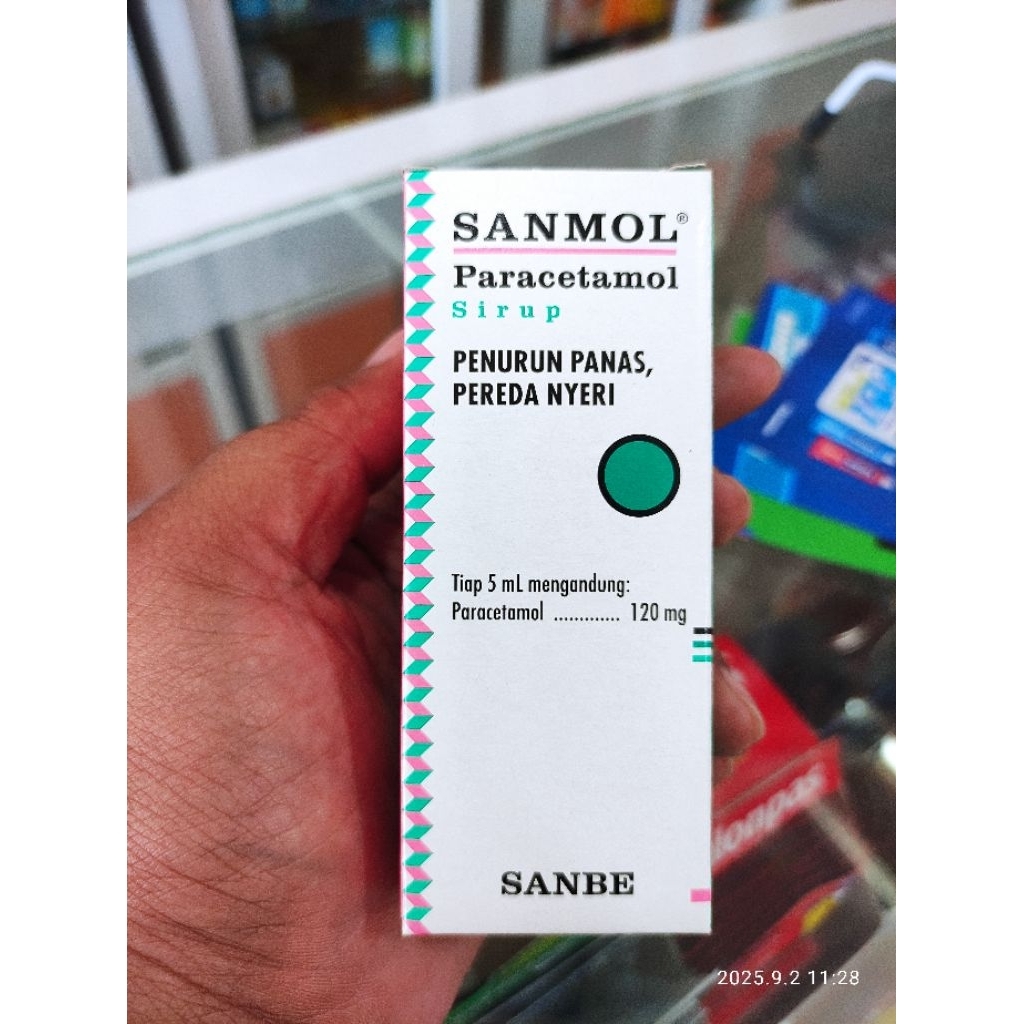 SANMOL®
Paracetamol
Sirup
PENURUN PANAS,
PEREDA NYERI
Tiap 5 mL mengandung:
Paracetamol ............. 120 mg
SANBE
lonpas
2025.9.2 11:28